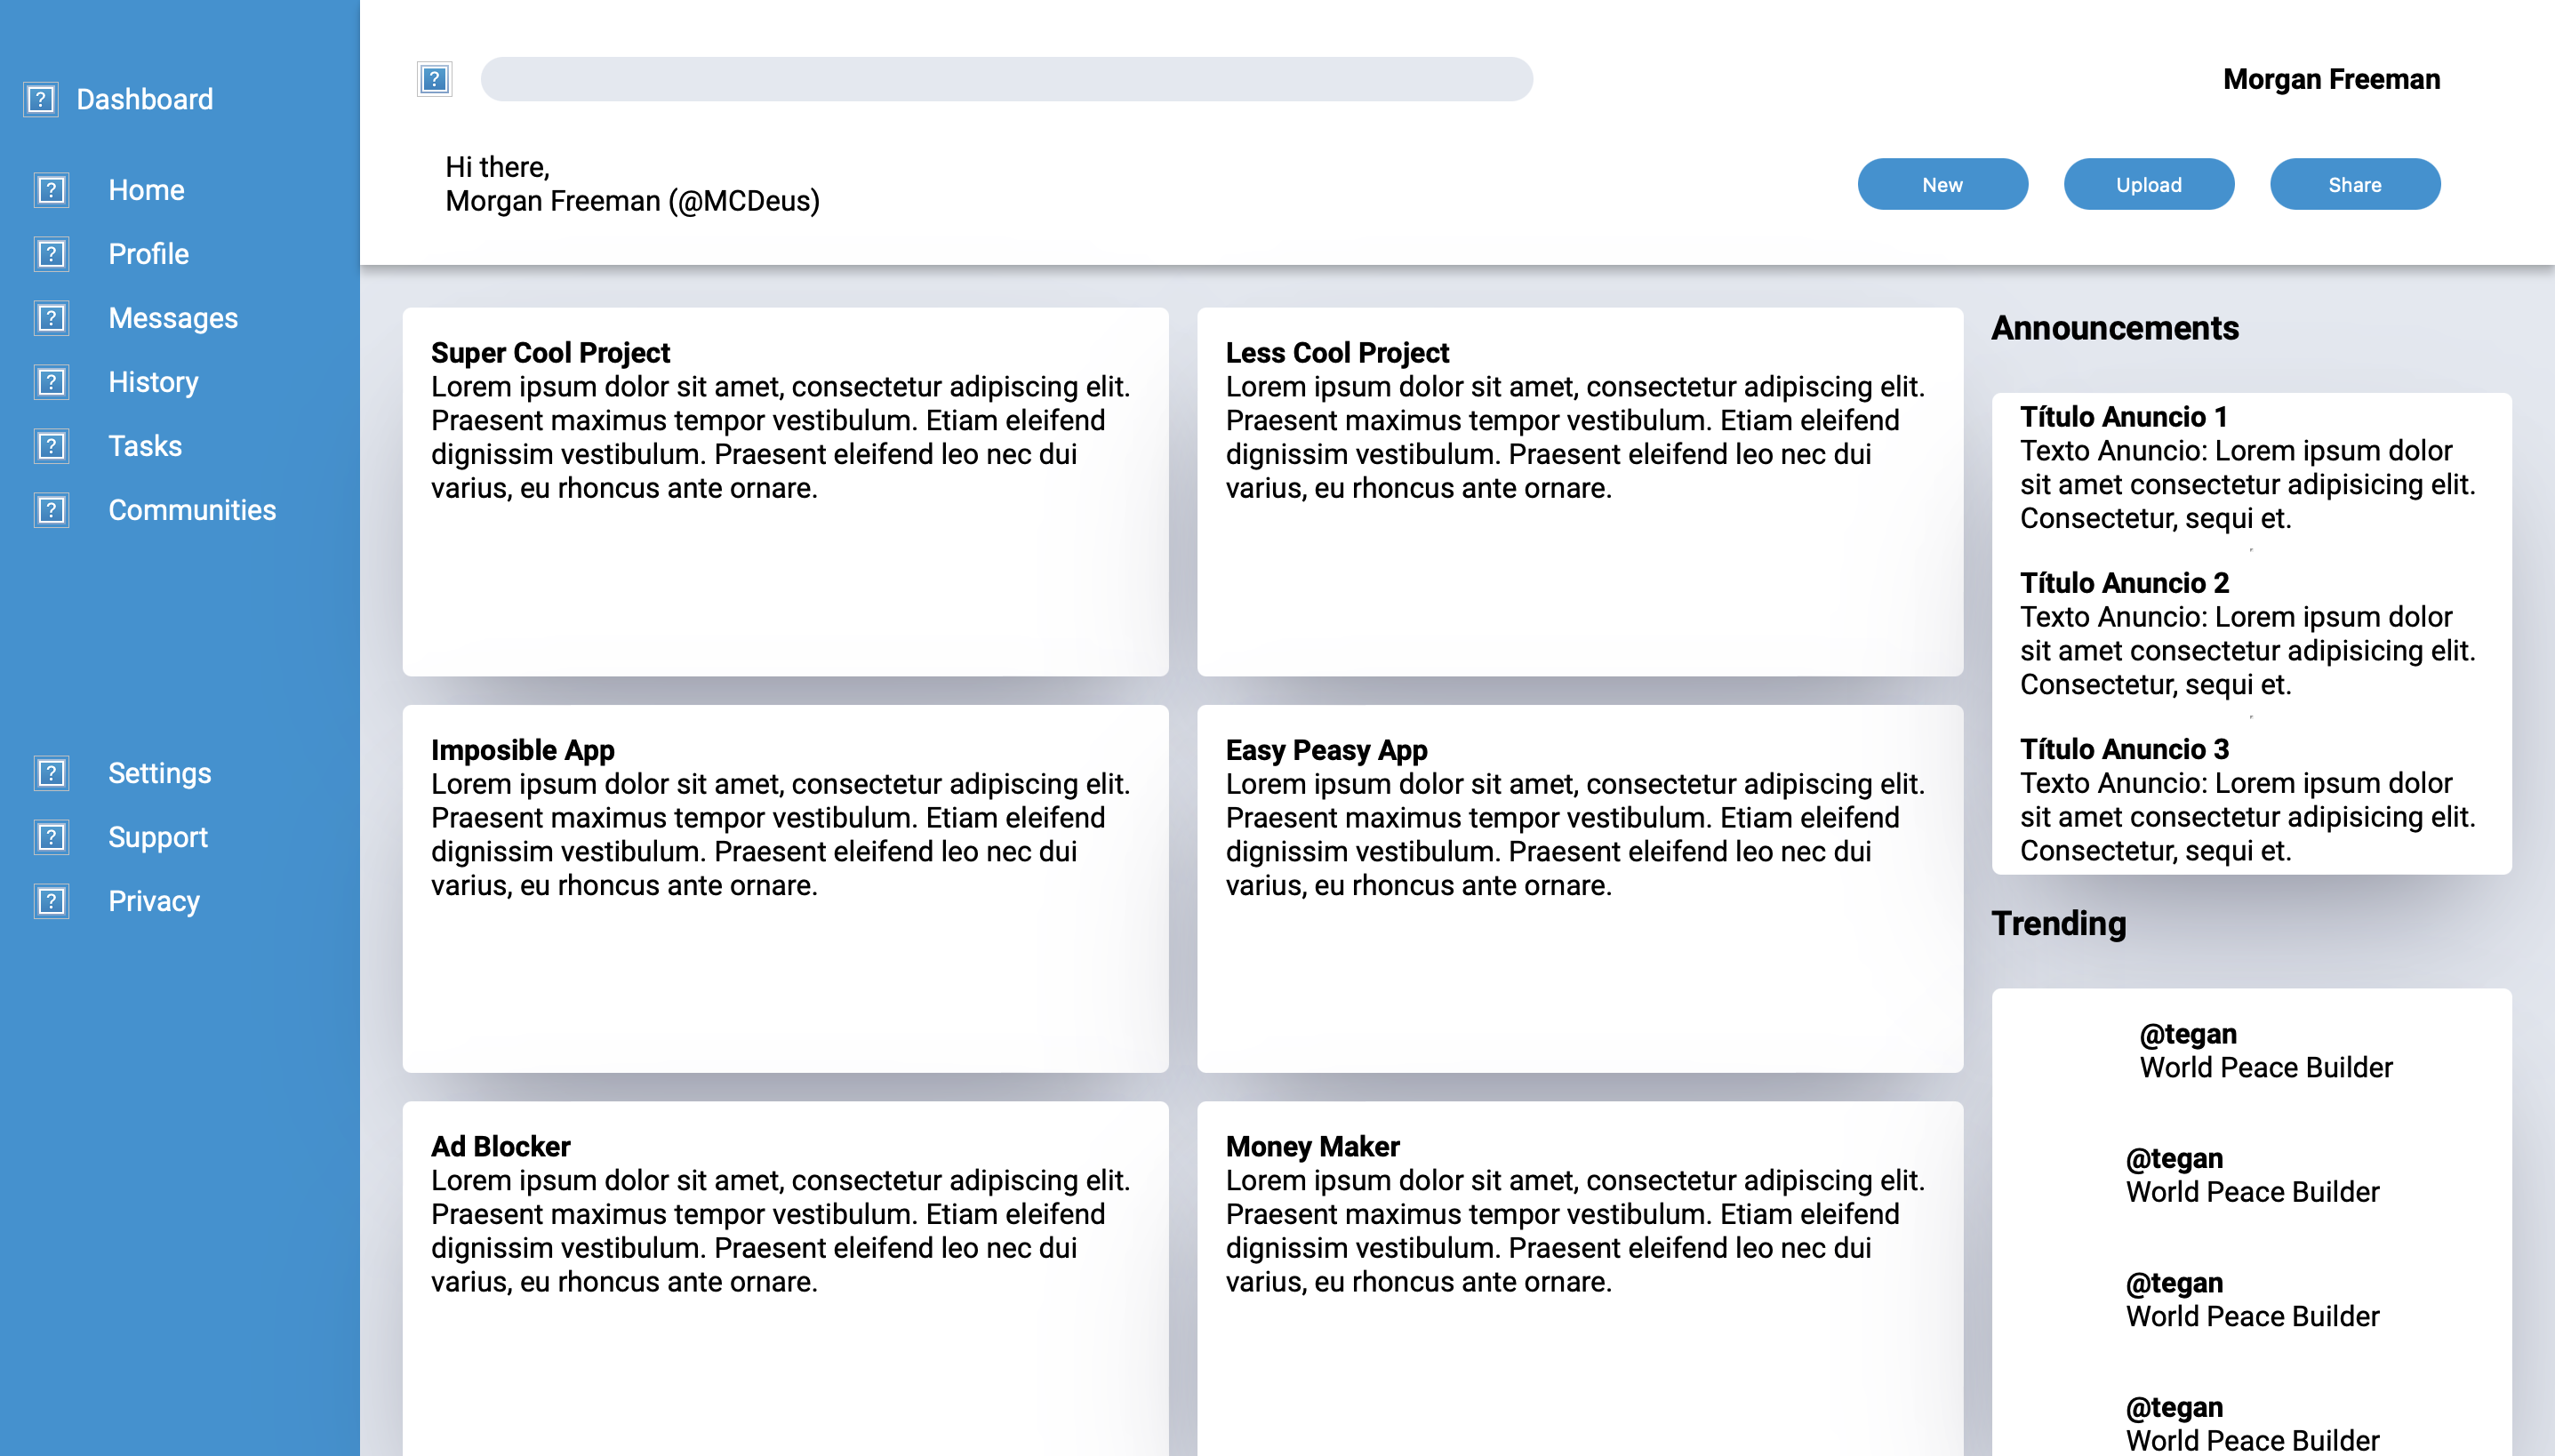 Dashboard
Home
Profile
Messages
History
Tasks
Communities
Settings
Support
Privacy
Morgan Freeman
Hi there,
Morgan Freeman (@MCDeus)
New
Upload
Share
Super Cool Project
Lorem ipsum dolor sit amet, consectetur adipiscing elit.
Praesent maximus tempor vestibulum. Etiam eleifend
dignissim vestibulum. Praesent eleifend leo nec dui
varius, eu rhoncus ante ornare.
Less Cool Project
Lorem ipsum dolor sit amet, consectetur adipiscing elit.
Praesent maximus tempor vestibulum. Etiam eleifend
dignissim vestibulum. Praesent eleifend leo nec dui
varius, eu rhoncus ante ornare.
Imposible App
Lorem ipsum dolor sit amet, consectetur adipiscing elit.
Praesent maximus tempor vestibulum. Etiam eleifend
dignissim vestibulum. Praesent eleifend leo nec dui
varius, eu rhoncus ante ornare.
Easy Peasy App
Lorem ipsum dolor sit amet, consectetur adipiscing elit.
Praesent maximus tempor vestibulum. Etiam eleifend
dignissim vestibulum. Praesent eleifend leo nec dui
varius, eu rhoncus ante ornare.
Ad Blocker
Lorem ipsum dolor sit amet, consectetur adipiscing elit.
Praesent maximus tempor vestibulum. Etiam eleifend
dignissim vestibulum. Praesent eleifend leo nec dui
varius, eu rhoncus ante ornare.
Money Maker
Lorem ipsum dolor sit amet, consectetur adipiscing elit.
Praesent maximus tempor vestibulum. Etiam eleifend
dignissim vestibulum. Praesent eleifend leo nec dui
varius, eu rhoncus ante ornare.
Announcements
Título Anuncio 1
Texto Anuncio: Lorem ipsum dolor
sit amet consectetur adipisicing elit.
Consectetur, sequi et.
Título Anuncio 2
Texto Anuncio: Lorem ipsum dolor
sit amet consectetur adipisicing elit.
Consectetur, sequi et.
Título Anuncio 3
Texto Anuncio: Lorem ipsum dolor
sit amet consectetur adipisicing elit.
Consectetur, sequi et.
Trending
@tegan
World Peace Builder
@tegan
World Peace Builder
@tegan
World Peace Builder
@tegan
World Peace Builder